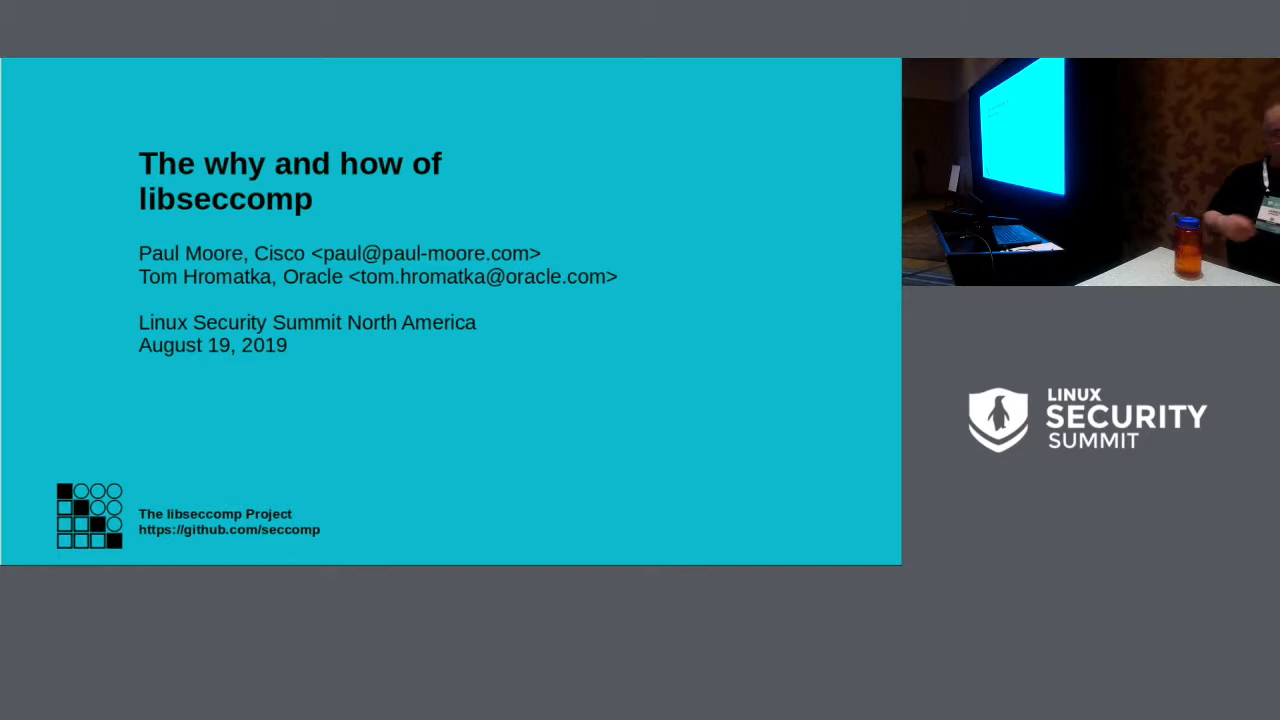 The why and how of
libseccomp
Paul Moore, Cisco <paul@paul-moore.com>
Tom Hromatka, Oracle <tom.hromatka@oracle.com>
Linux Security Summit North America
August 19, 2019
The libseccomp Project
https://github.com/seccomp
LINUX
SECURITY
SUMMIT